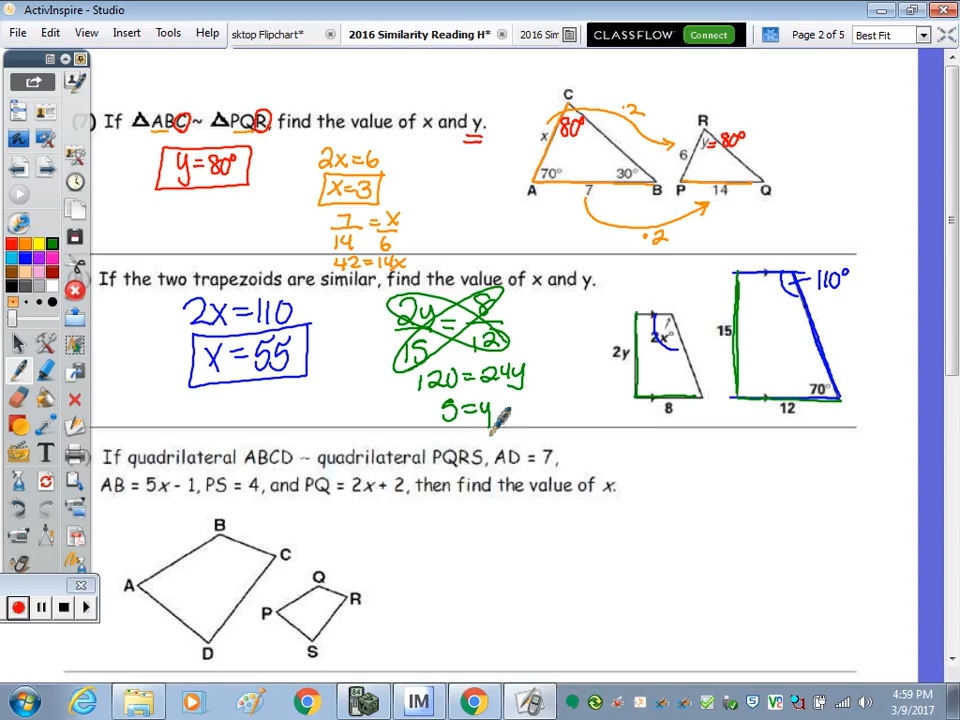 ActivInspire - Studio
File Edit View Insert Tools Help
sktop Flipchart* 2016 Similarity Reading H* 2016 Sim
CLASSFLOW Connect
Page 2 of 5 Best Fit
7) If △ABC ~ △PQR, find the value of x and y.
y = 80°
2x = 6
x = 3
7/14 = x/6
42 = 14x
C
80°
x
70° 30°
A 7 B
·2
·2
R
y = 80°
6
P 14 Q
If the two trapezoids are similar, find the value of x and y.
2x = 110
x = 55
2y/15 = 8/12
120 = 24y
5 = y
2x°
2y
8
110°
15
70°
12
If quadrilateral ABCD ~ quadrilateral PQRS, AD = 7,
AB = 5x - 1, PS = 4, and PQ = 2x + 2, then find the value of x.
B
C
A
D
Q
R
P
S
IM
4:59 PM
3/9/2017